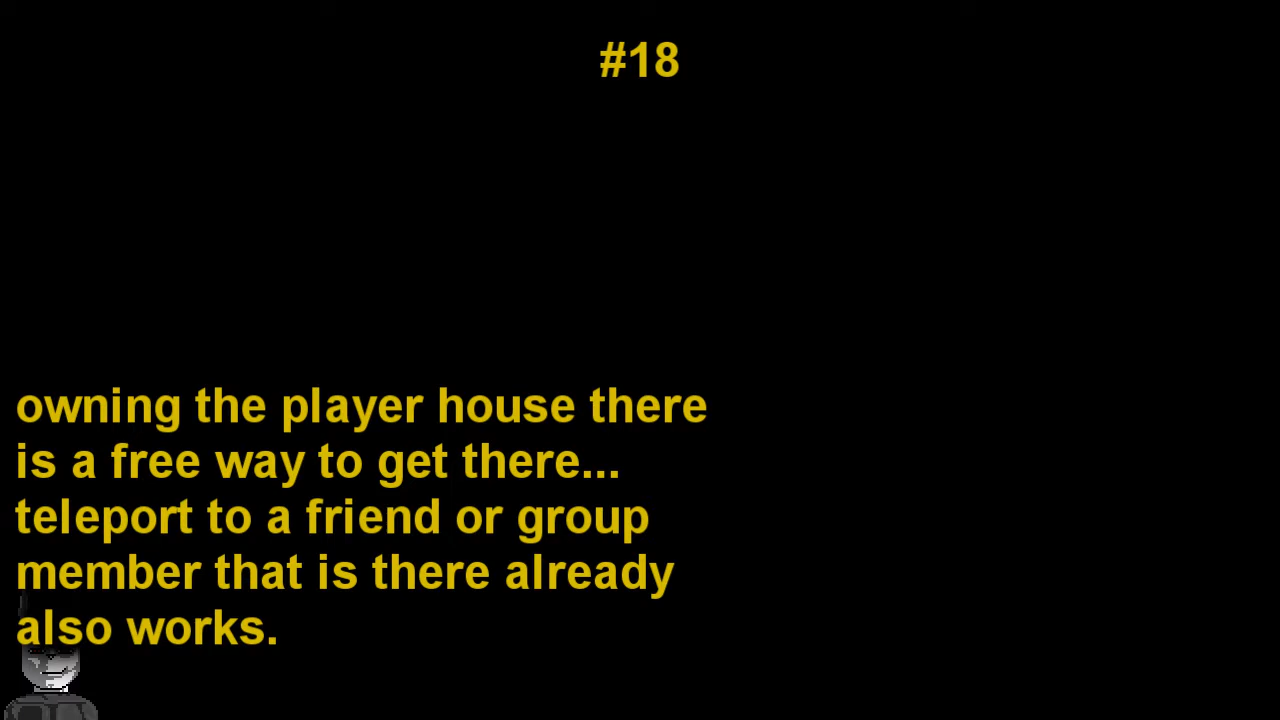 #18
owning the player house there
is a free way to get there...
teleport to a friend or group
member that is there already
also works.